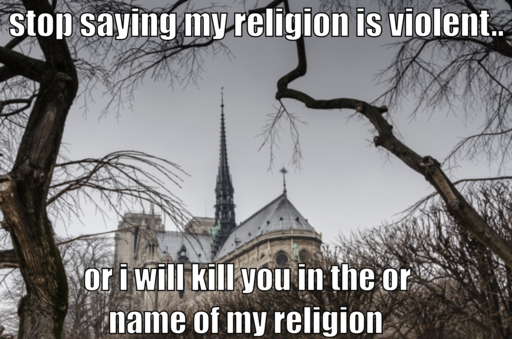 stop saying my religion is violent..
or i will kill you in the or
name of my religion